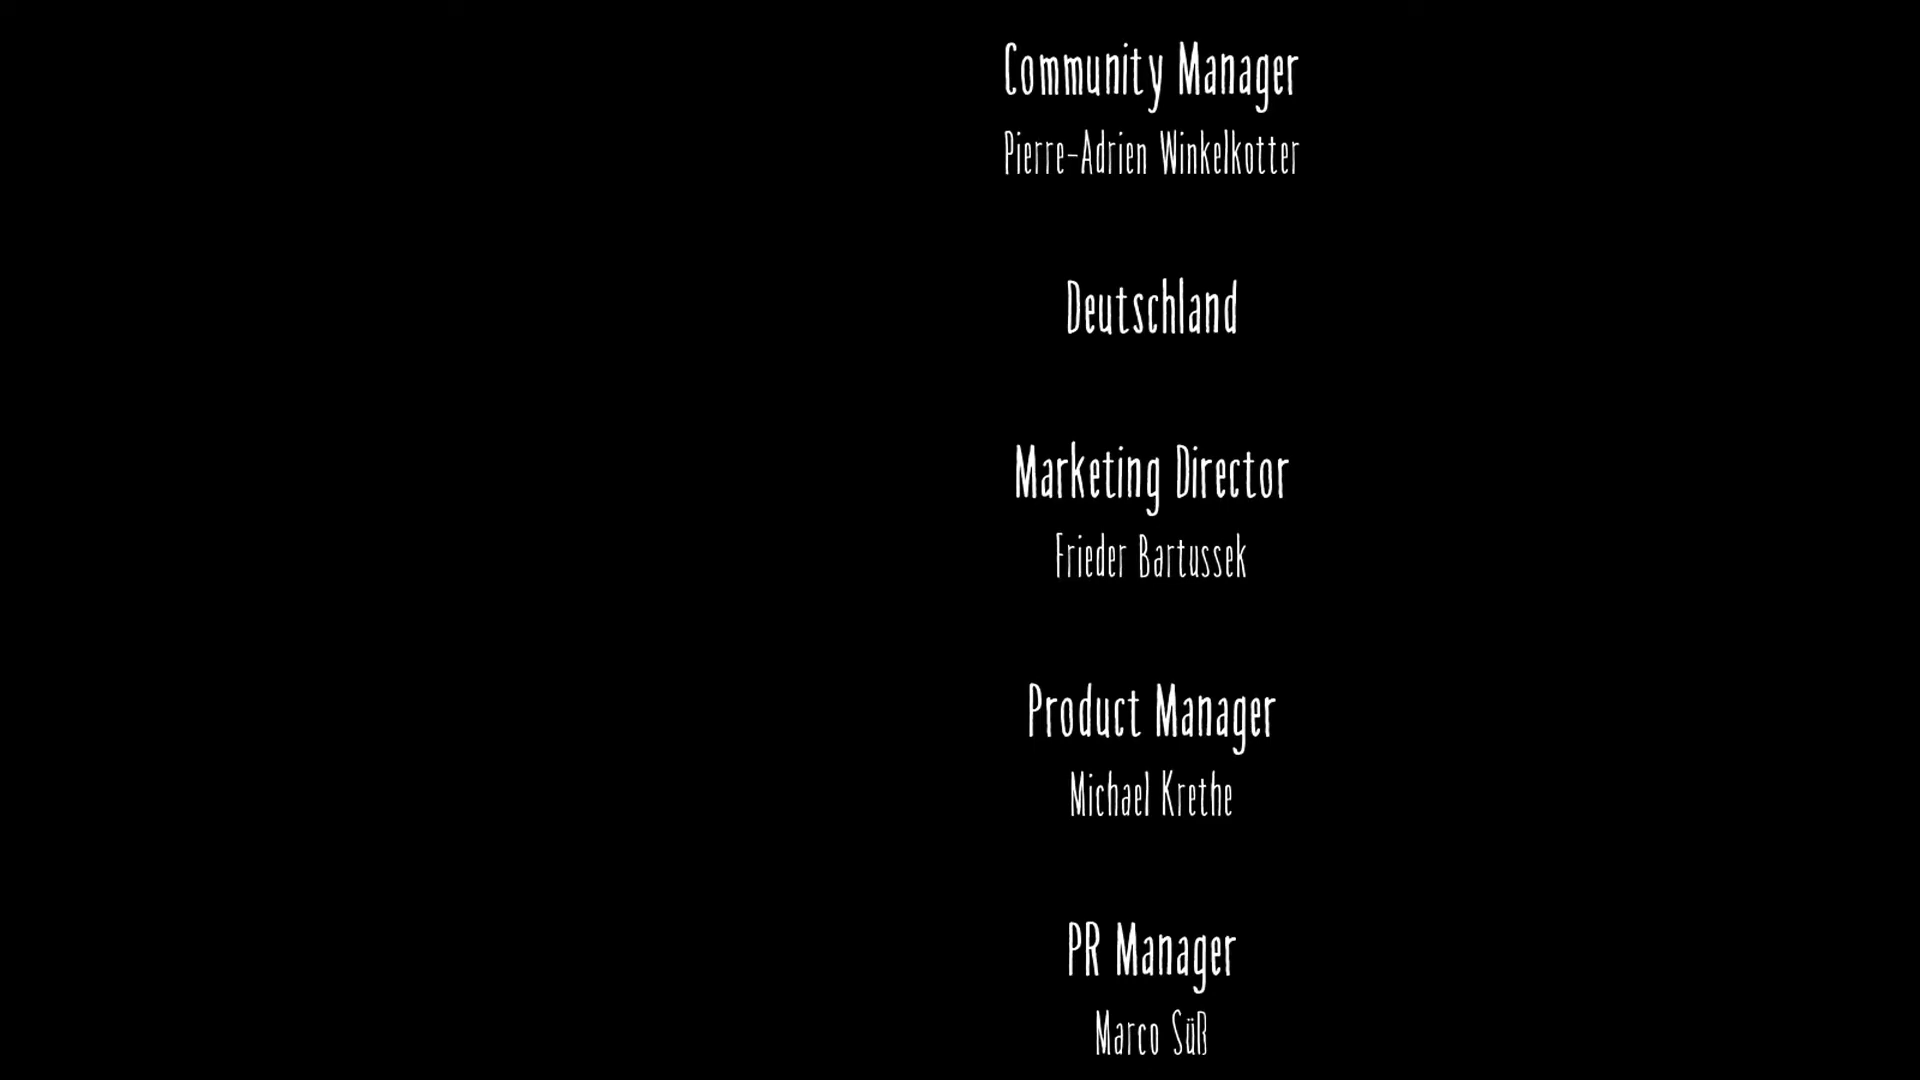 Community Manager
Pierre-Adrien Winkelkotter
Deutschland
Marketing Director
Frieder Bartussek
Product Manager
Michael Krethe
PR Manager
Marco Süß